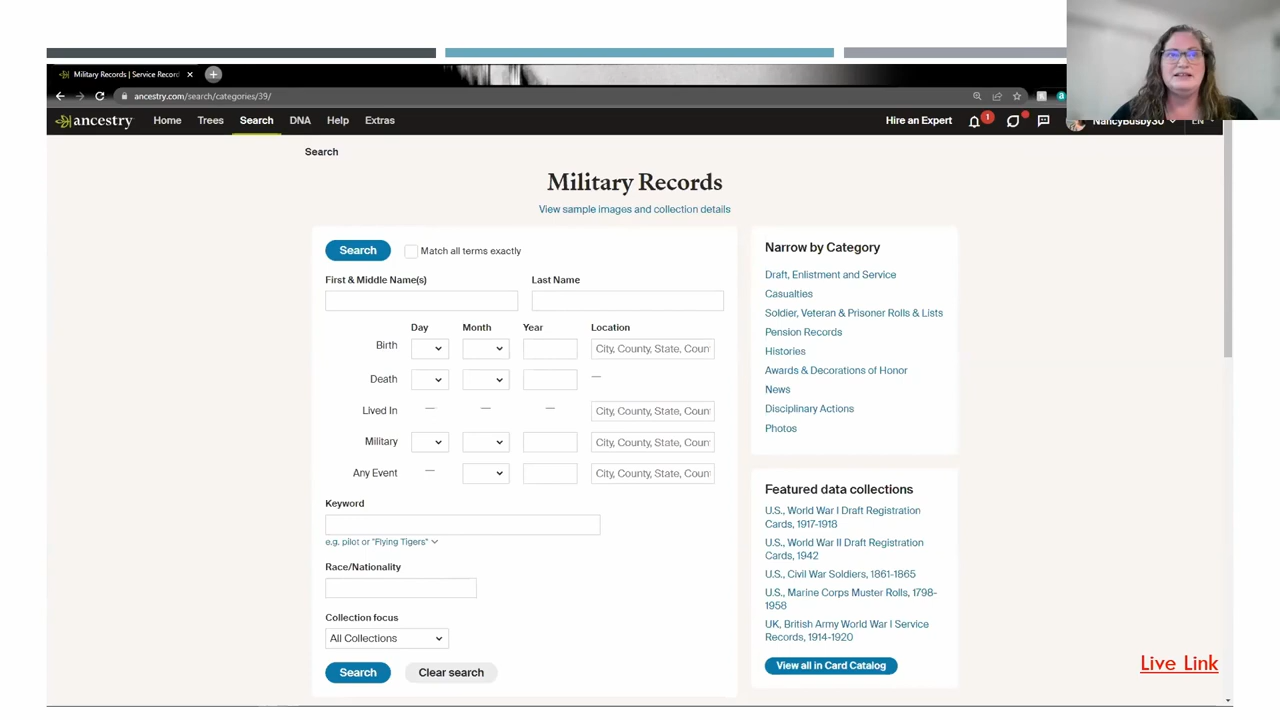 Military Records | Service Record
ancestry.com/search/categories/39/
ancestry
Home
Trees
Search
DNA
Help
Extras
Hire an Expert
1
NancyBusby30
EN
Search
Military Records
View sample images and collection details
Search
Match all terms exactly
First & Middle Name(s)
Last Name
Day
Month
Year
Location
Birth
City, County, State, Coun
Death
—
Lived In
— — —
City, County, State, Coun
Military
City, County, State, Coun
Any Event
—
City, County, State, Coun
Keyword
e.g. pilot or "Flying Tigers"
Race/Nationality
Collection focus
All Collections
Search
Clear search
Narrow by Category
Draft, Enlistment and Service
Casualties
Soldier, Veteran & Prisoner Rolls & Lists
Pension Records
Histories
Awards & Decorations of Honor
News
Disciplinary Actions
Photos
Featured data collections
U.S., World War I Draft Registration
Cards, 1917-1918
U.S., World War II Draft Registration
Cards, 1942
U.S., Civil War Soldiers, 1861-1865
U.S., Marine Corps Muster Rolls, 1798-
1958
UK, British Army World War I Service
Records, 1914-1920
View all in Card Catalog
Live Link